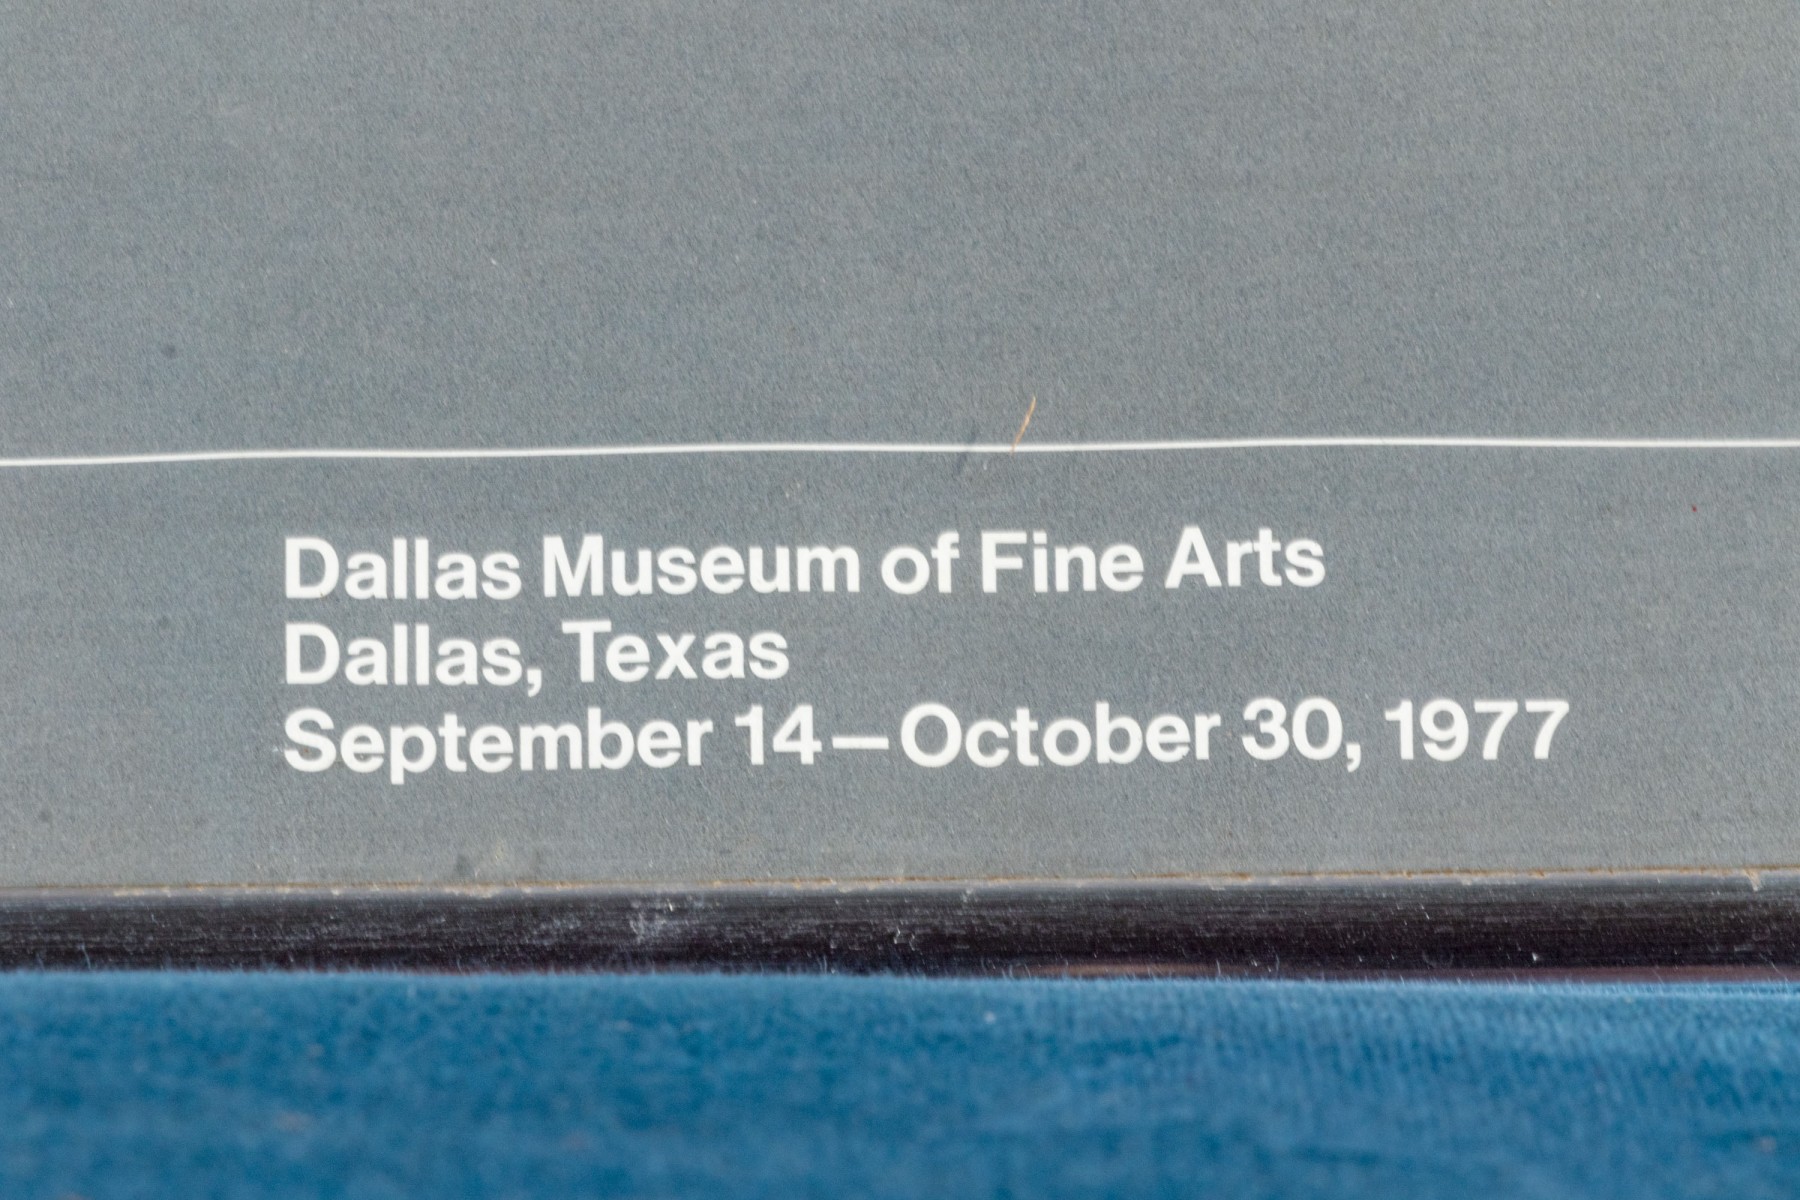 Dallas Museum of Fine Arts
Dallas, Texas
September 14—October 30, 1977